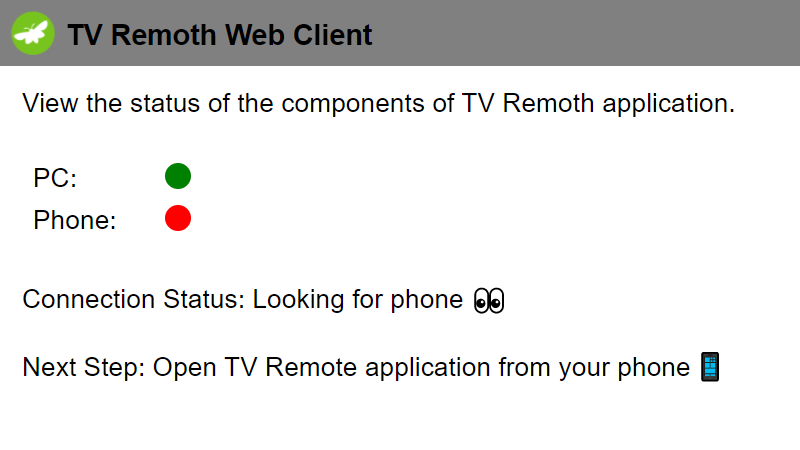 TV Remoth Web Client
View the status of the components of TV Remoth application.
PC:
Phone:
Connection Status: Looking for phone 👀
Next Step: Open TV Remote application from your phone 📱